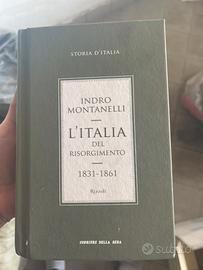 STORIA D'ITALIA
INDRO
MONTANELLI
L'ITALIA
DEL
RISORGIMENTO
1831-1861
Rizzoli
CORRIERE DELLA SERA
subito